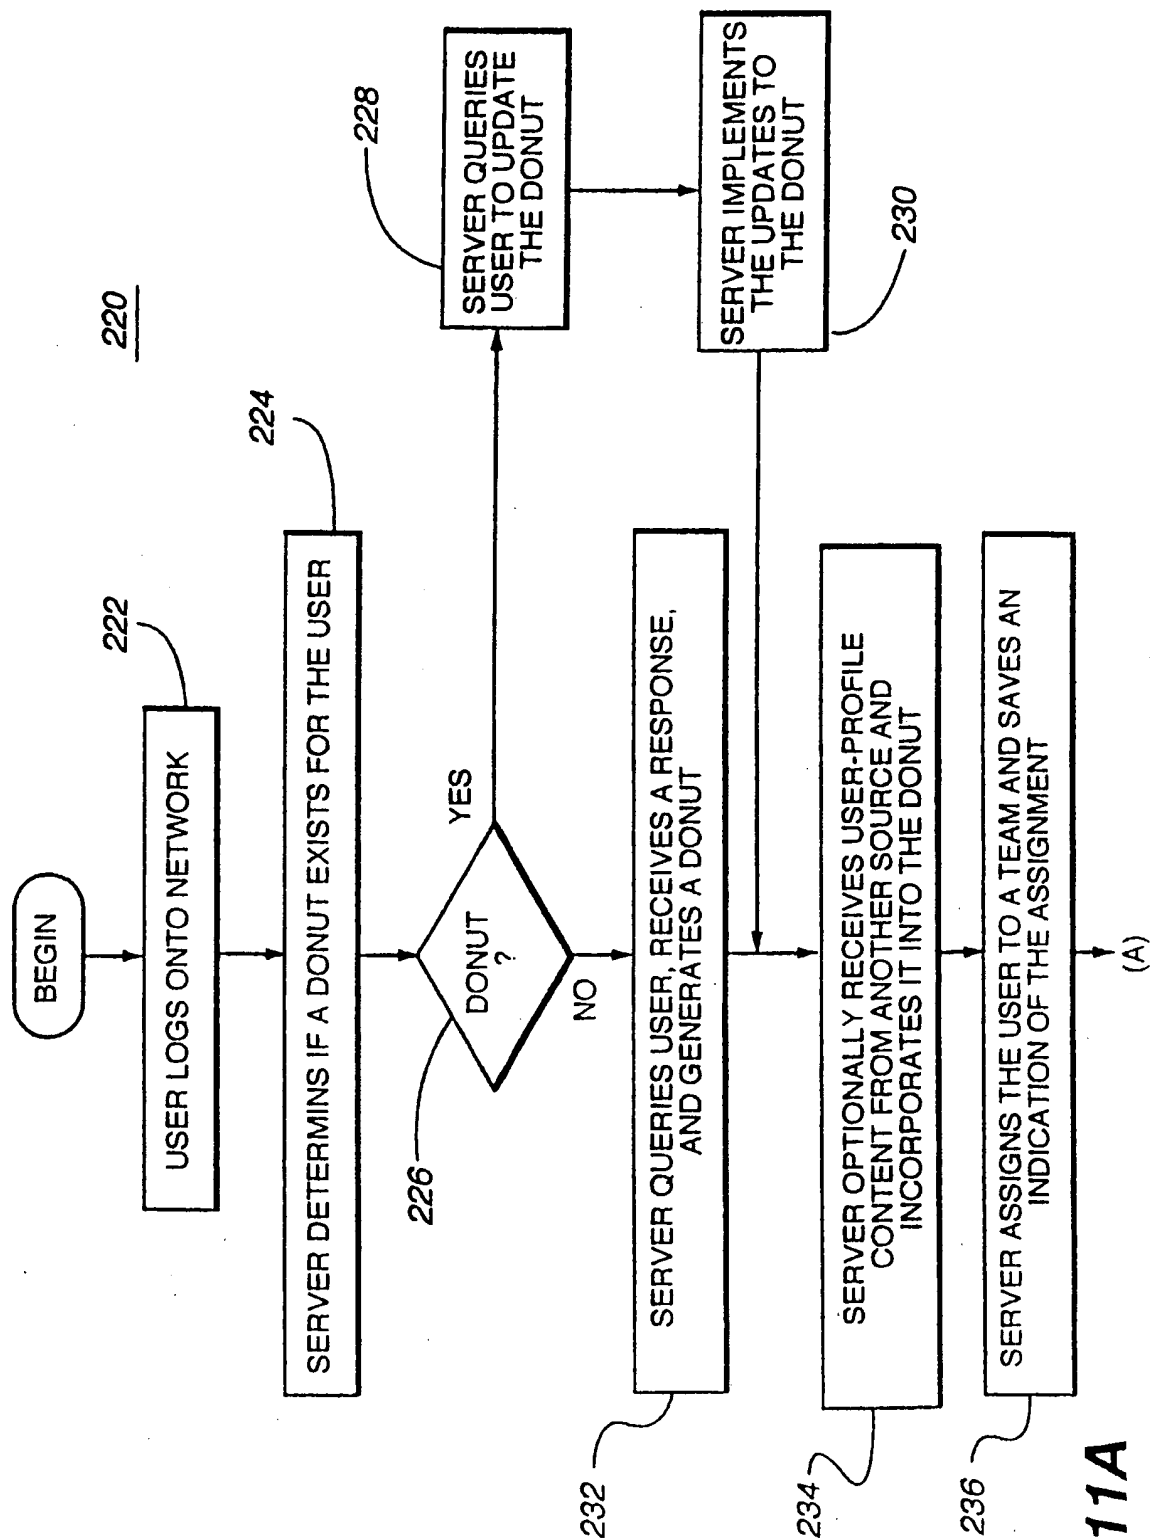 220
BEGIN
USER LOGS ONTO NETWORK
222
SERVER DETERMINS IF A DONUT EXISTS FOR THE USER
224
DONUT
?
226
YES
NO
SERVER QUERIES
USER TO UPDATE
THE DONUT
228
SERVER IMPLEMENTS
THE UPDATES TO
THE DONUT
230
SERVER QUERIES USER, RECEIVES A RESPONSE,
AND GENERATES A DONUT
232
SERVER OPTIONALLY RECEIVES USER-PROFILE
CONTENT FROM ANOTHER SOURCE AND
INCORPORATES IT INTO THE DONUT
234
SERVER ASSIGNS THE USER TO A TEAM AND SAVES AN
INDICATION OF THE ASSIGNMENT
236
(A)
11A